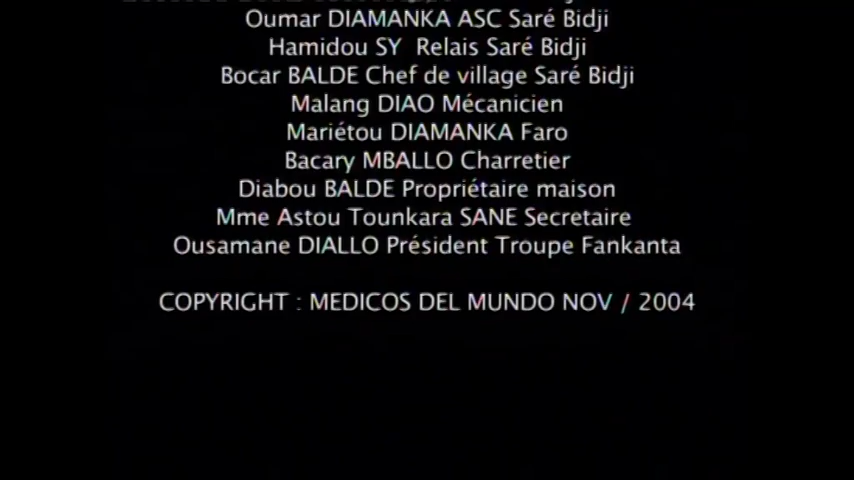 Oumar DIAMANKA ASC Saré Bidji
Hamidou SY Relais Saré Bidji
Bocar BALDE Chef de village Saré Bidji
Malang DIAO Mécanicien
Mariétou DIAMANKA Faro
Bacary MBALLO Charretier
Diabou BALDE Propriétaire maison
Mme Astou Tounkara SANE Secretaire
Ousamane DIALLO Président Troupe Fankanta
COPYRIGHT : MEDICOS DEL MUNDO NOV / 2004